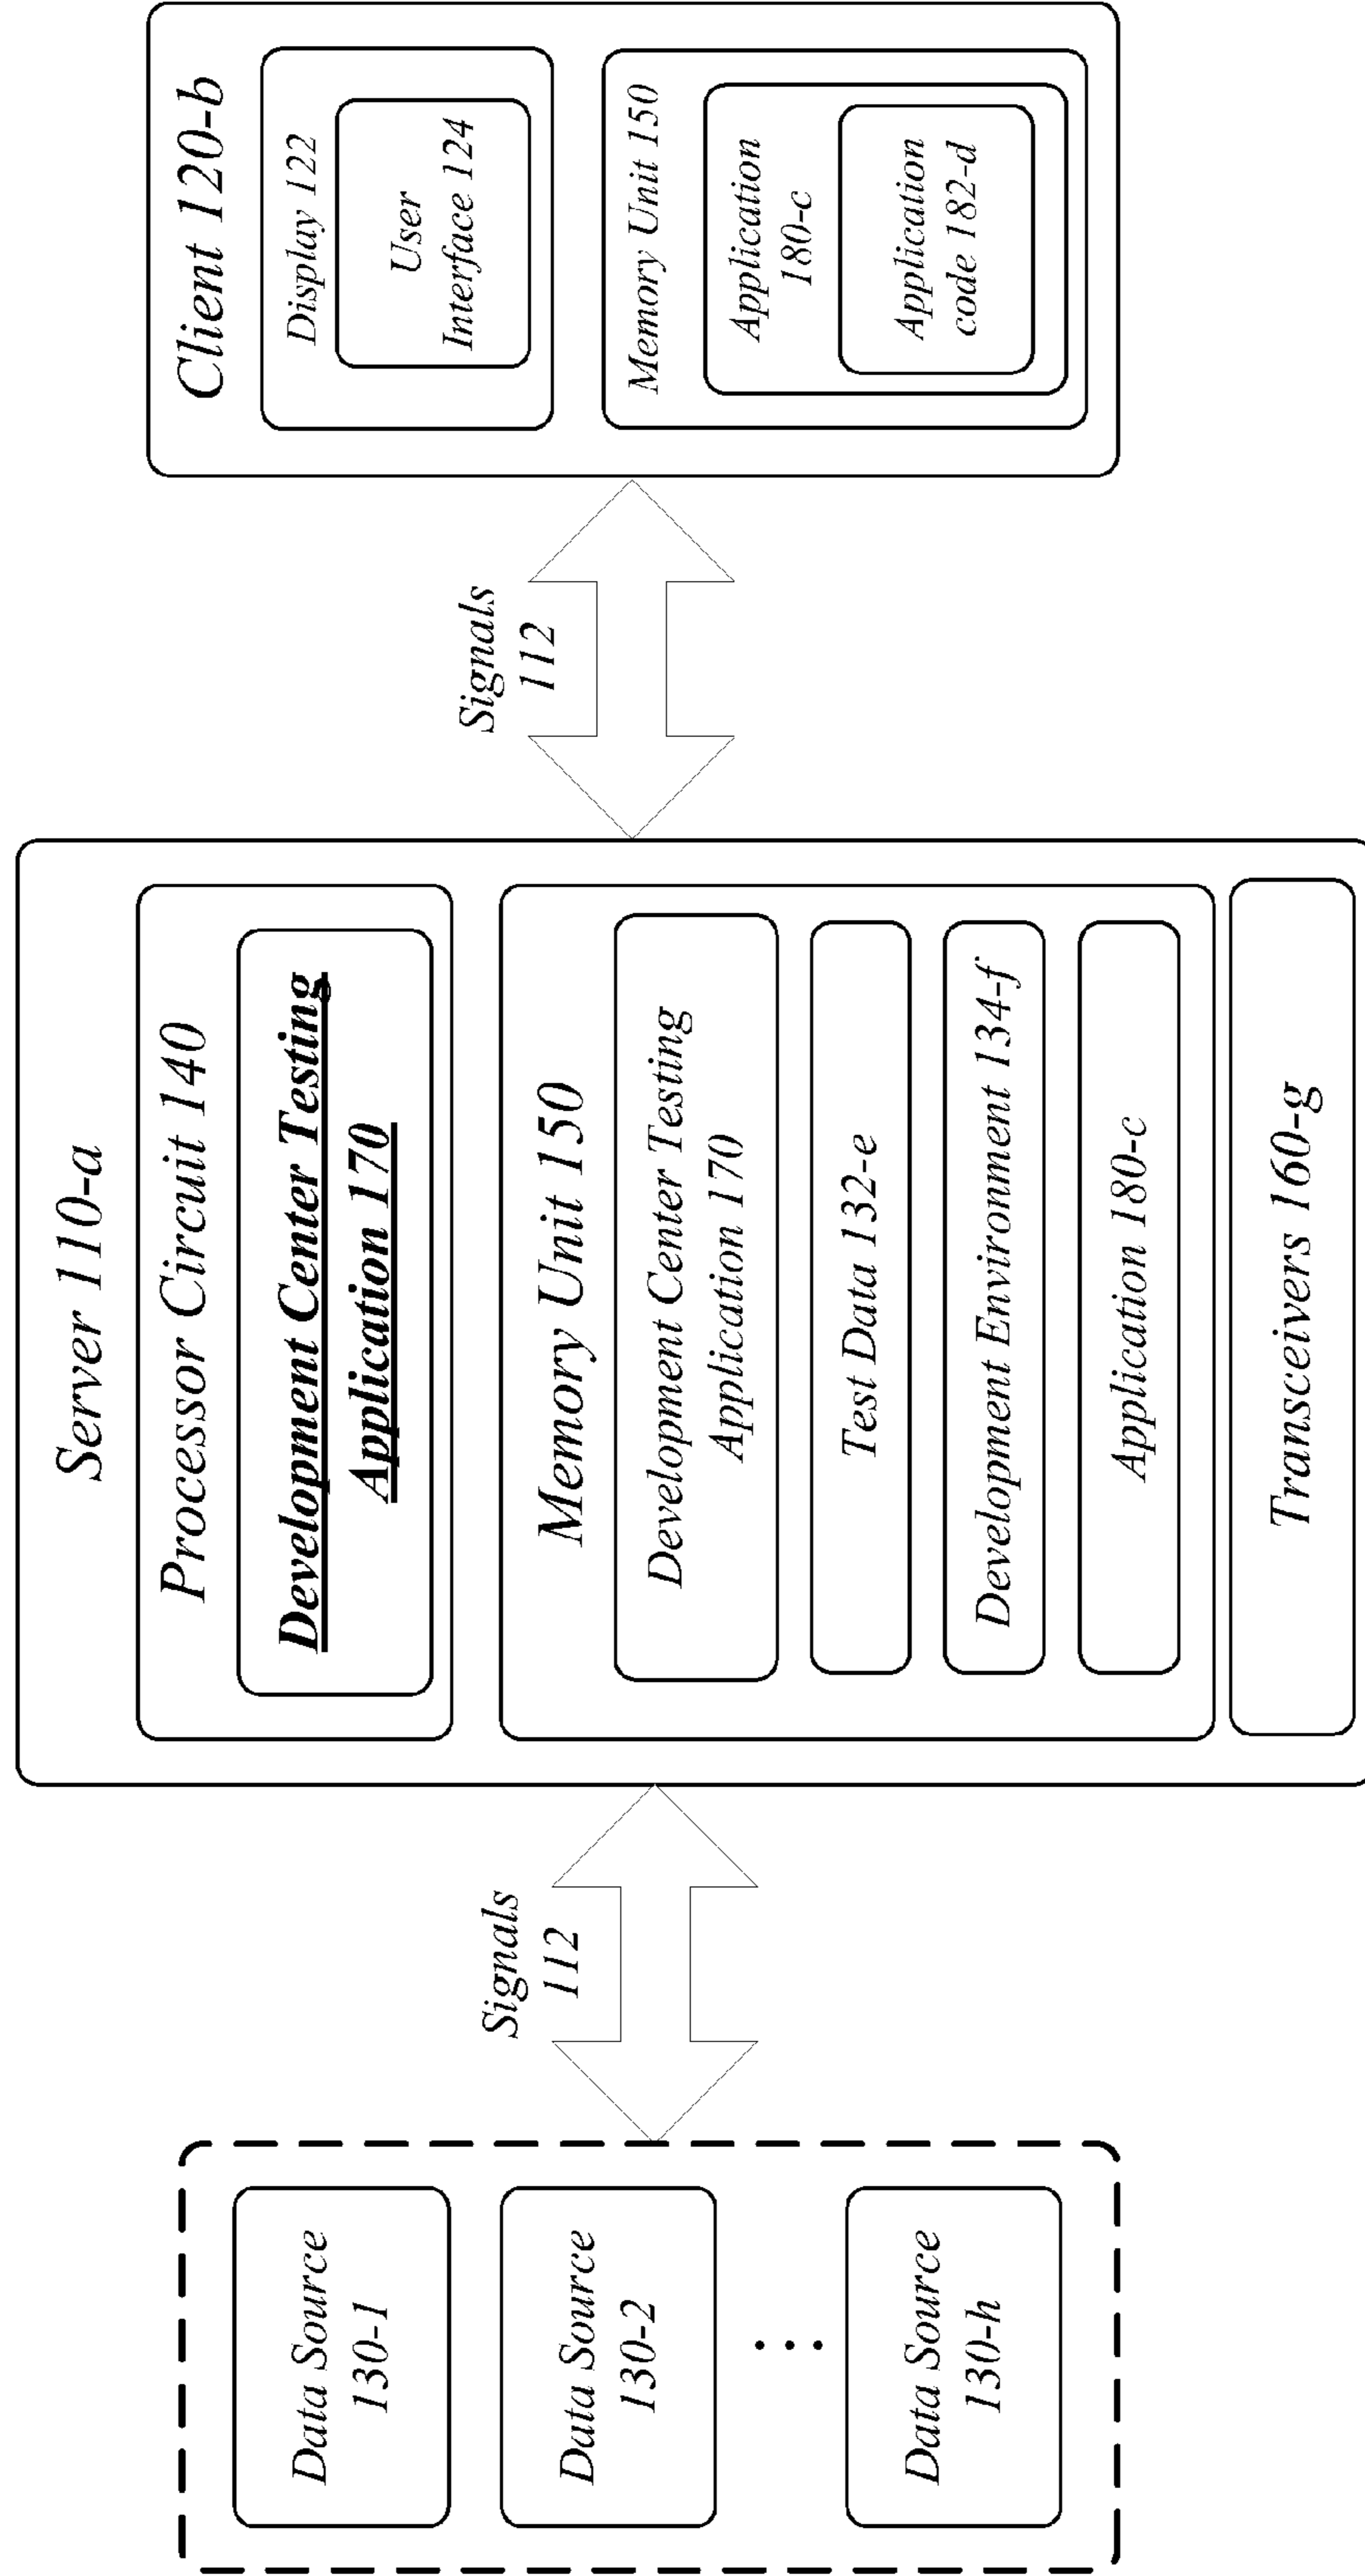 Data Source
130-1
Data Source
130-2
...
Data Source
130-h
Signals
112
Server 110-a
Processor Circuit 140
Development Center Testing
Application 170
Memory Unit 150
Development Center Testing
Application 170
Test Data 132-e
Development Environment 134-f
Application 180-c
Transceivers 160-g
Signals
112
Client 120-b
Display 122
User
Interface 124
Memory Unit 150
Application
180-c
Application
code 182-d